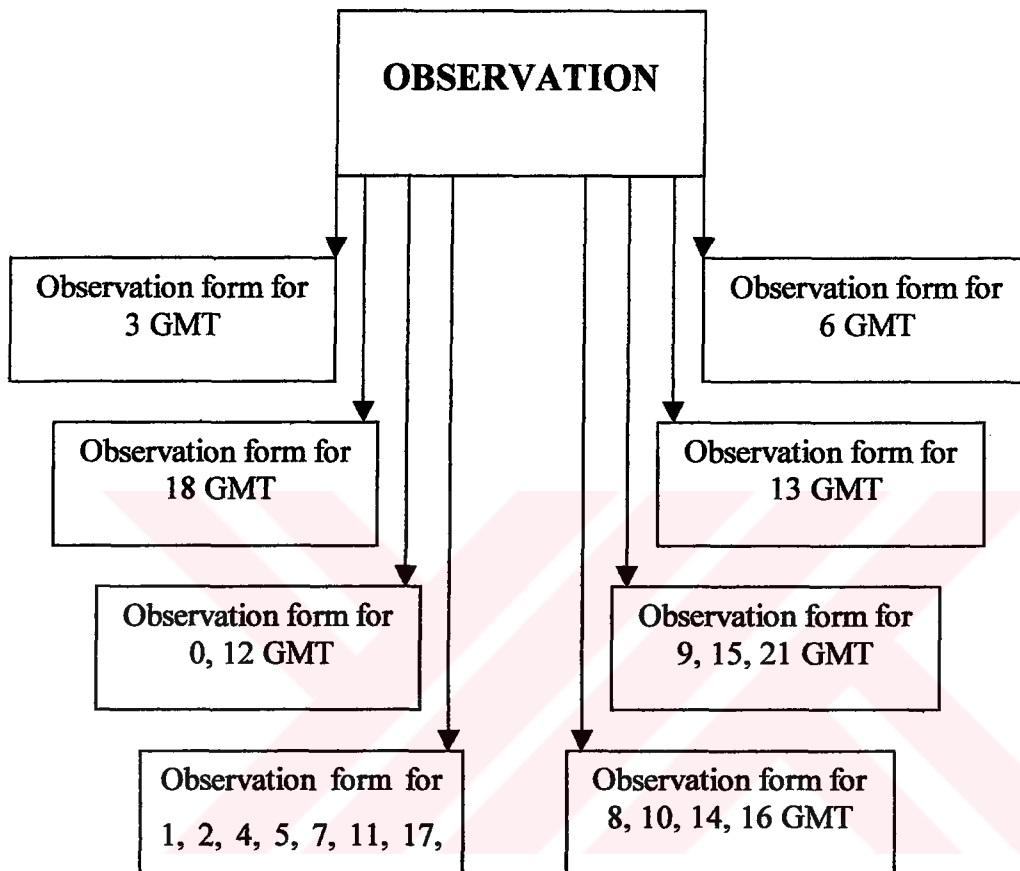 OBSERVATION
Observation form for
3 GMT
Observation form for
6 GMT
Observation form for
18 GMT
Observation form for
13 GMT
Observation form for
0, 12 GMT
Observation form for
9, 15, 21 GMT
Observation form for
1, 2, 4, 5, 7, 11, 17,
Observation form for
8, 10, 14, 16 GMT